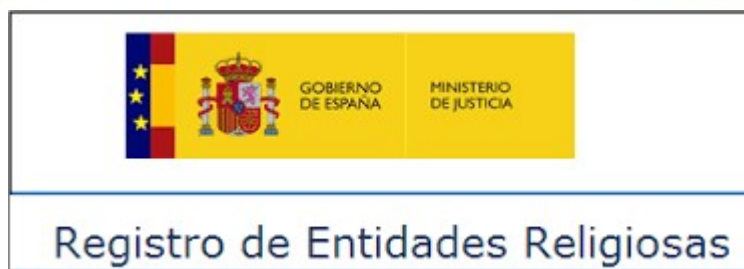 GOBIERNO MINISTERIO
DE ESPAÑA DE JUSTICIA
Registro de Entidades Religiosas